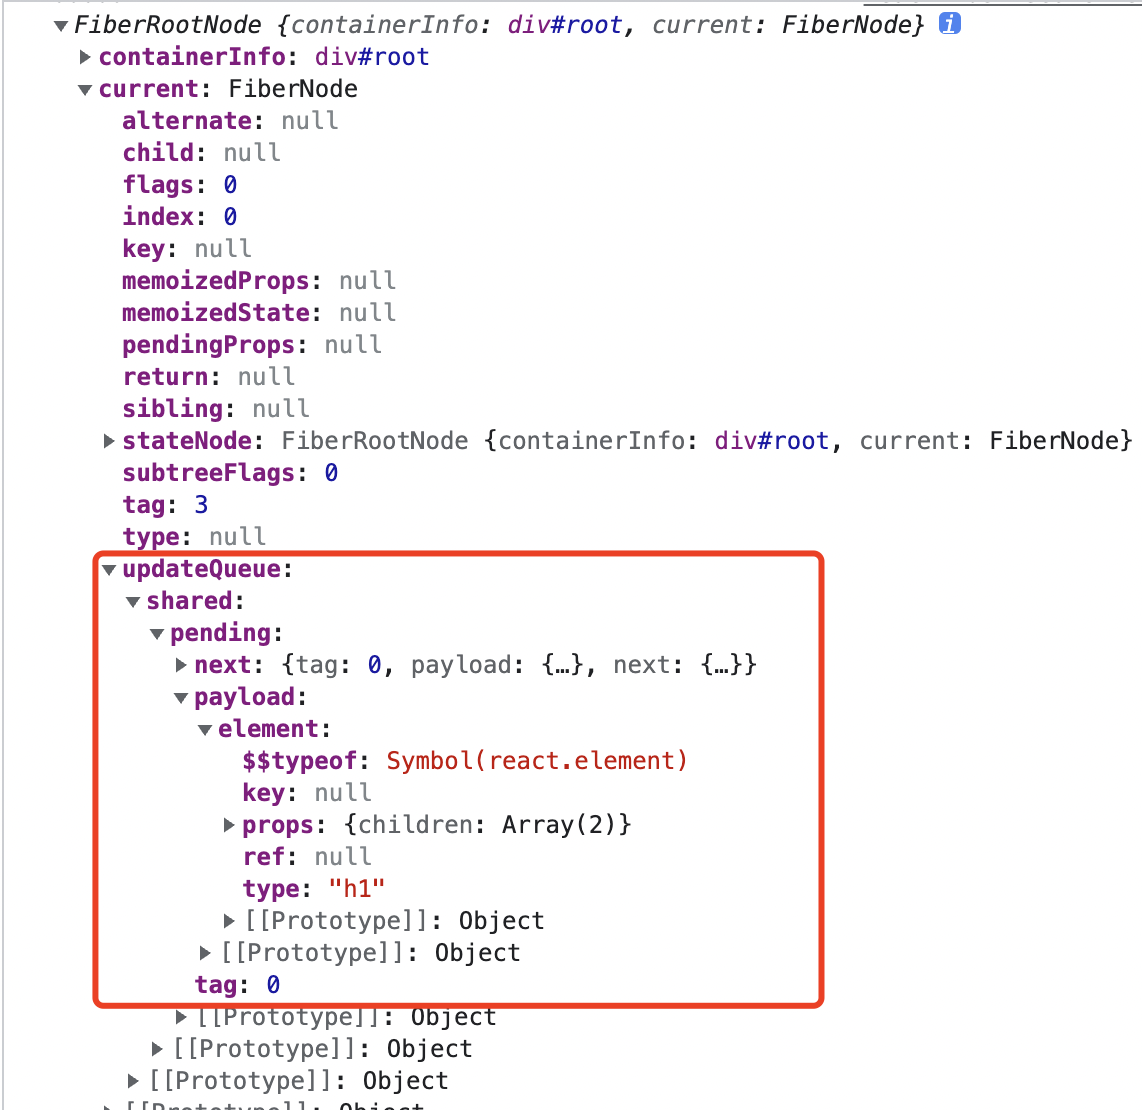 ▼FiberRootNode {containerInfo: div#root, current: FiberNode} i
▶containerInfo: div#root
▼current: FiberNode
alternate: null
child: null
flags: 0
index: 0
key: null
memoizedProps: null
memoizedState: null
pendingProps: null
return: null
sibling: null
▶stateNode: FiberRootNode {containerInfo: div#root, current: FiberNode}
subtreeFlags: 0
tag: 3
type: null
▼updateQueue:
▼shared:
▼pending:
▶next: {tag: 0, payload: {…}, next: {…}}
▼payload:
▼element:
$$typeof: Symbol(react.element)
key: null
▶props: {children: Array(2)}
ref: null
type: "h1"
▶[[Prototype]]: Object
▶[[Prototype]]: Object
tag: 0
▶[[Prototype]]: Object
▶[[Prototype]]: Object
▶[[Prototype]]: Object
▶[[Prototype]]: Object